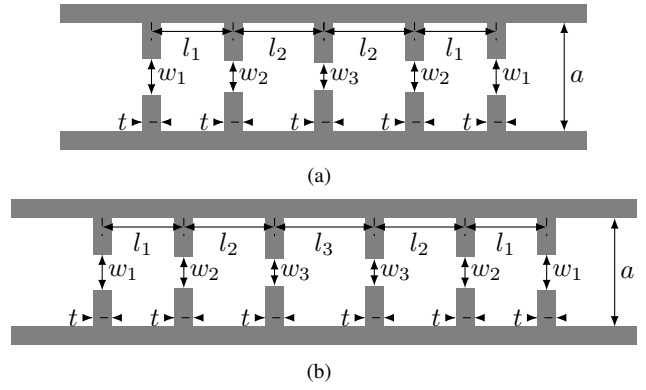 l₁ l₂ l₂ l₁
w₁ w₂ w₃ w₂ w₁ a
t t t t t
(a)
l₁ l₂ l₃ l₂ l₁
w₁ w₂ w₃ w₃ w₂ w₁ a
t t t t t t
(b)